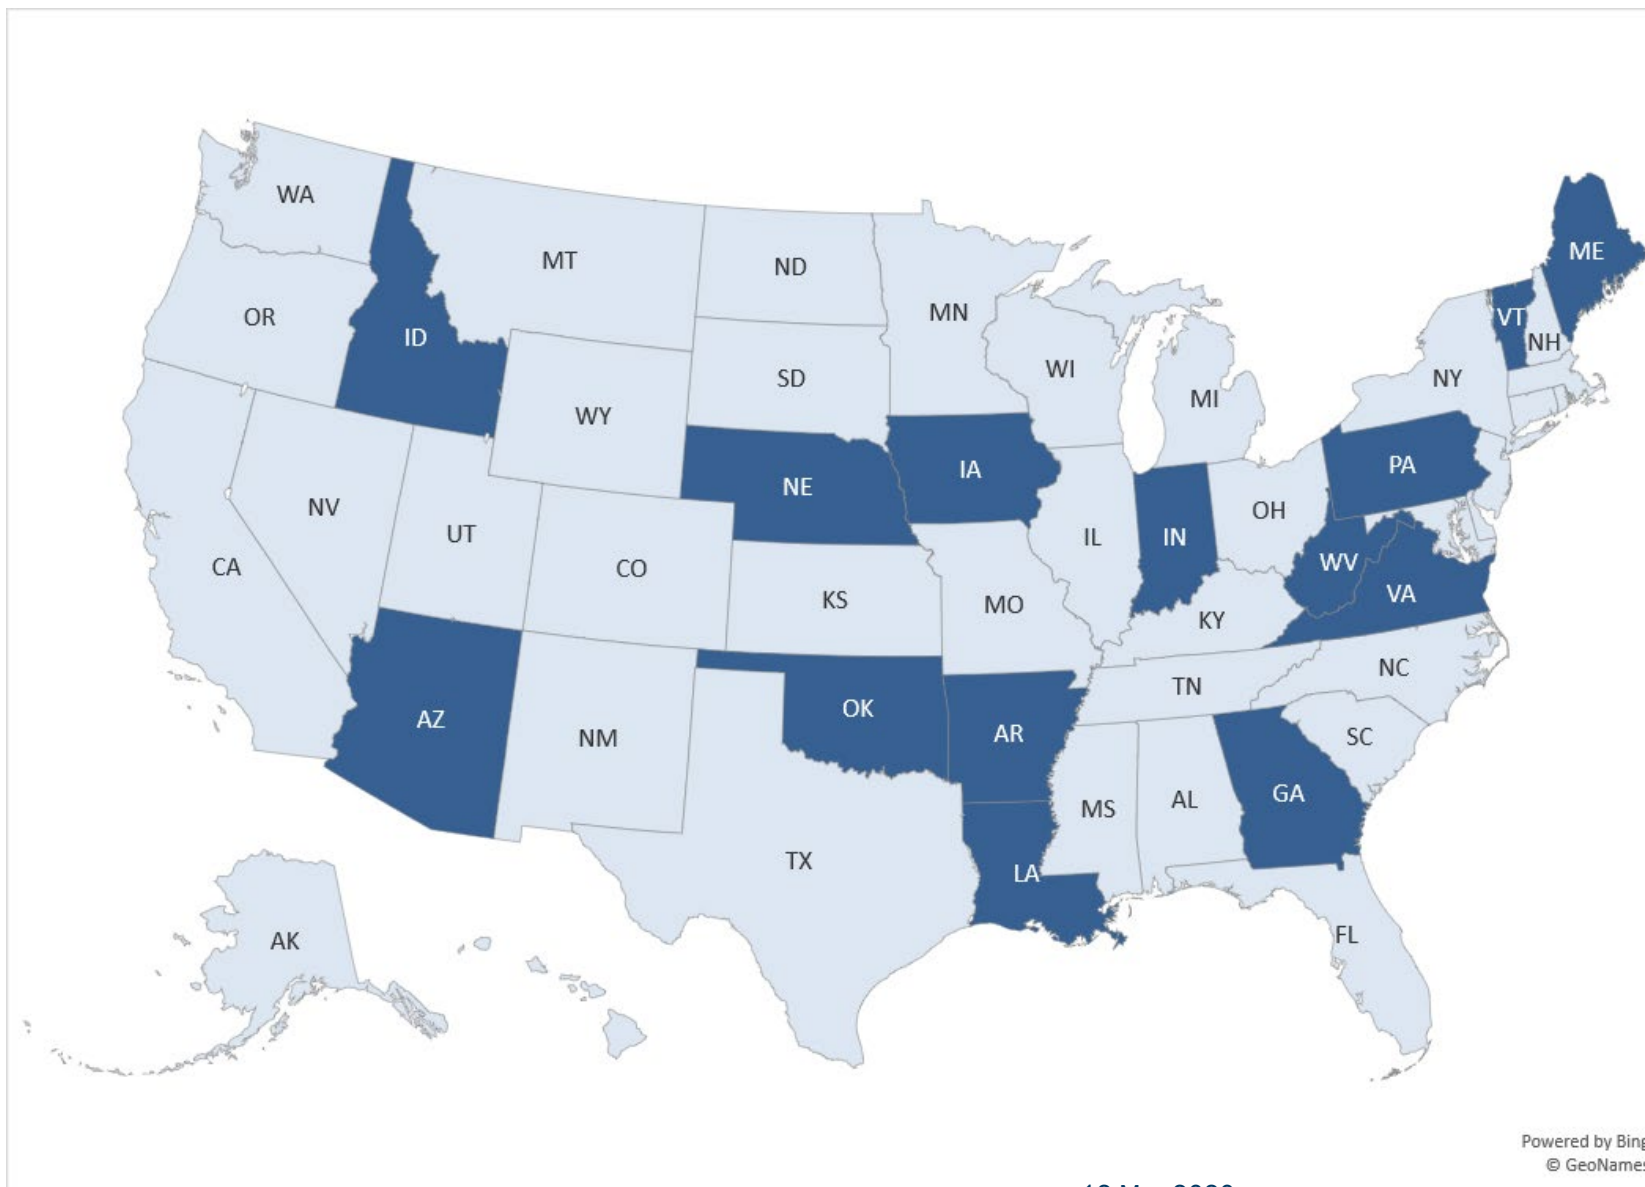 WA
MT
ND
MN
OR
ID
SD
WI
MI
NY
VT
NH
ME
WY
NE
IA
PA
NV
UT
CO
IL
IN
OH
WV
VA
CA
KS
MO
KY
AZ
NM
OK
AR
TN
NC
SC
MS
AL
GA
TX
LA
AK
FL
Powered by Bing
© GeoNames